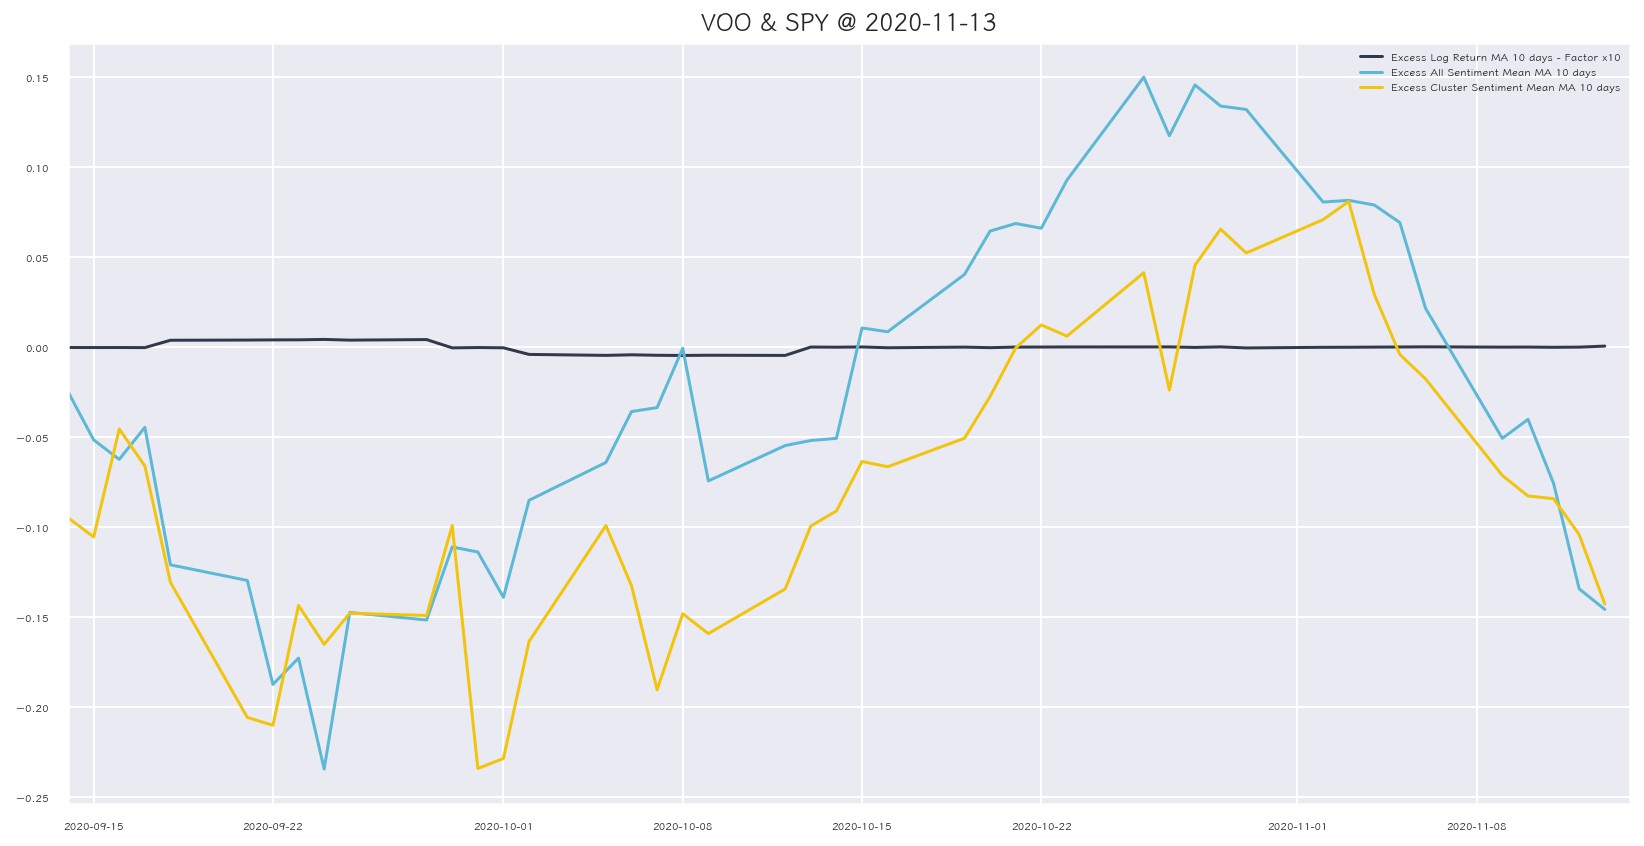 VOO & SPY @ 2020-11-13
Excess Log Return MA 10 days - Factor x10
Excess All Sentiment Mean MA 10 days
Excess Cluster Sentiment Mean MA 10 days
0.15
0.10
0.05
0.00
−0.05
−0.10
−0.15
−0.20
−0.25
2020-09-15 2020-09-22 2020-10-01 2020-10-08 2020-10-15 2020-10-22 2020-11-01 2020-11-08